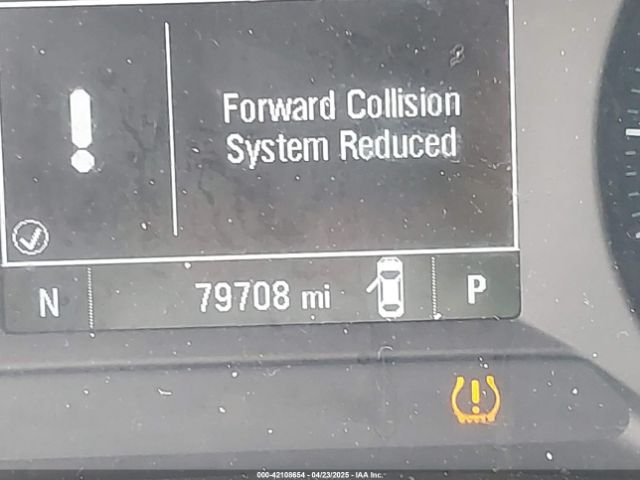 Forward Collision
System Reduced
N 79708 mi P
000-42108654 - 04/23/2025 - IAA Inc.